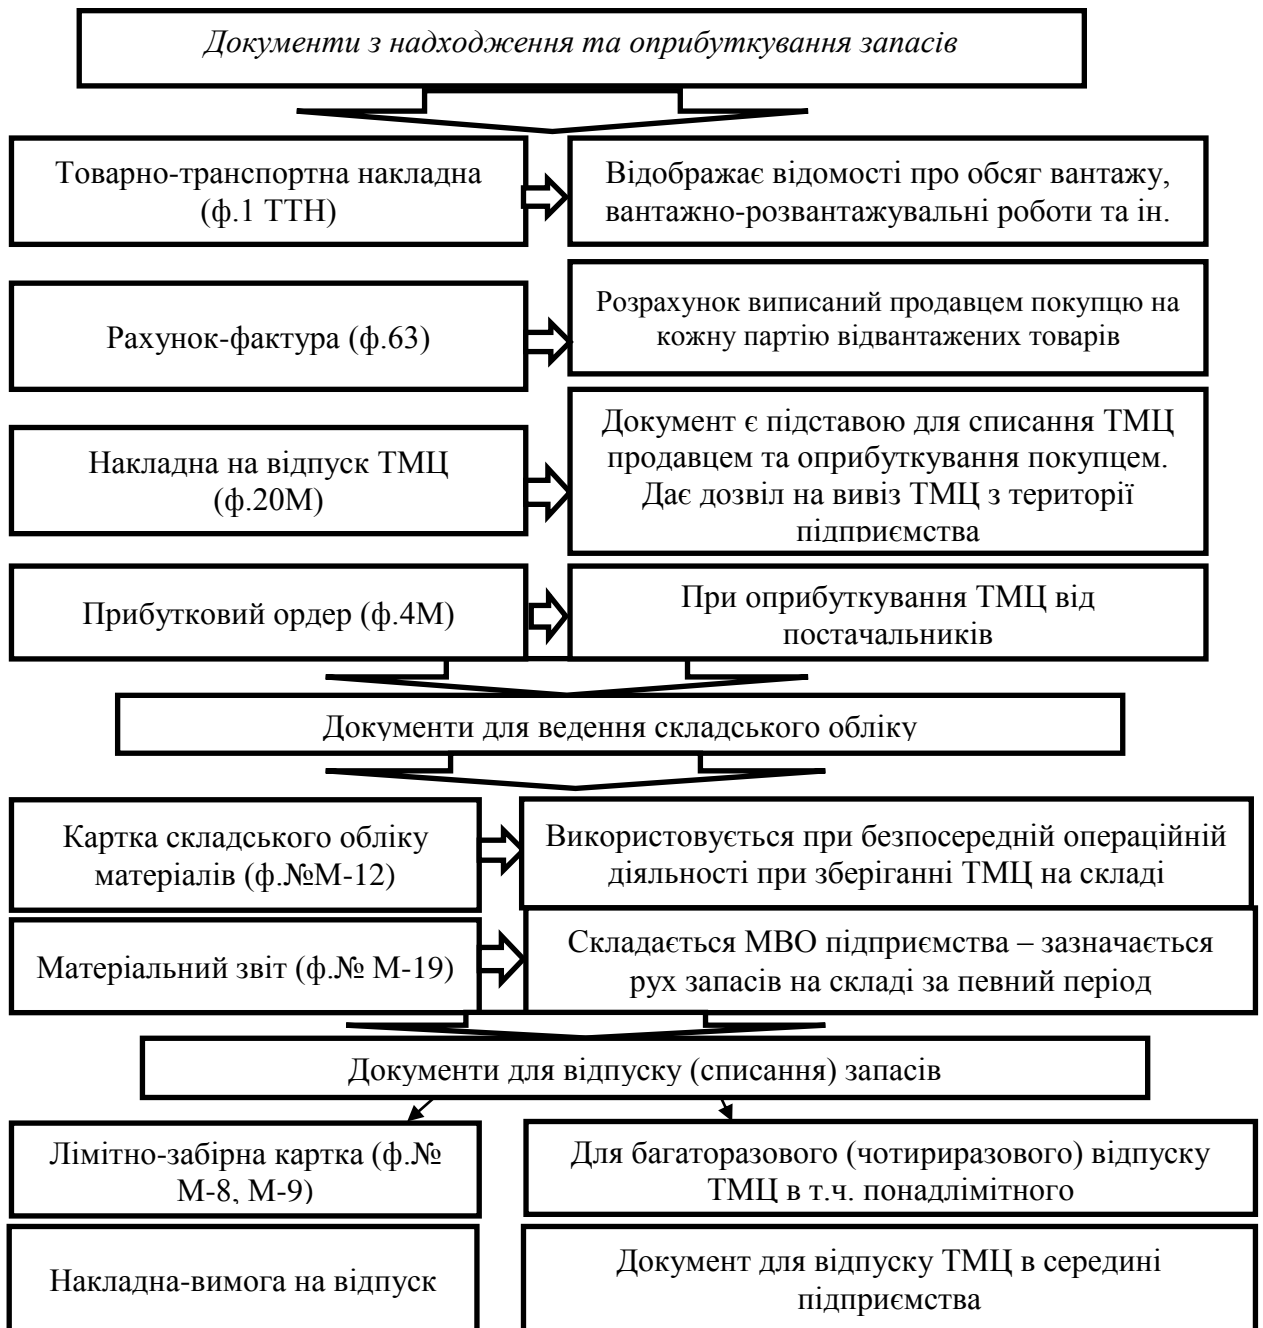 Документи з надходження та оприбуткування запасів
Товарно-транспортна накладна
(ф.1 ТТН)
Відображає відомості про обсяг вантажу,
вантажно-розвантажувальні роботи та ін.
Рахунок-фактура (ф.63)
Розрахунок виписаний продавцем покупцю на
кожну партію відвантажених товарів
Накладна на відпуск ТМЦ
(ф.20М)
Документ є підставою для списання ТМЦ
продавцем та оприбуткування покупцем.
Дає дозвіл на вивіз ТМЦ з території
підприємства
Прибутковий ордер (ф.4М)
При оприбуткування ТМЦ від
постачальників
Документи для ведення складського обліку
Картка складського обліку
матеріалів (ф.№М-12)
Використовується при безпосередній операційній
діяльності при зберіганні ТМЦ на складі
Матеріальний звіт (ф.№ М-19)
Складається МВО підприємства – зазначається
рух запасів на складі за певний період
Документи для відпуску (списання) запасів
Лімітно-забірна картка (ф.№
М-8, М-9)
Для багаторазового (чотириразового) відпуску
ТМЦ в т.ч. понадлімітного
Накладна-вимога на відпуск
Документ для відпуску ТМЦ в середині
підприємства